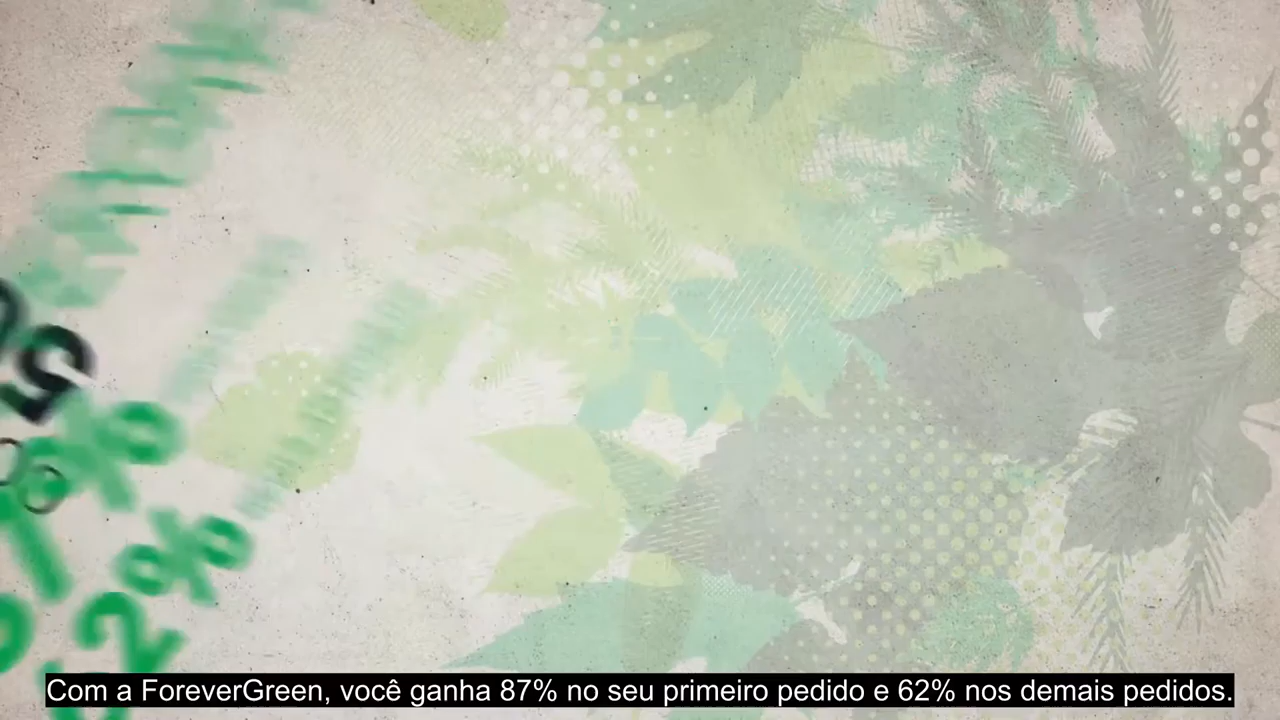 Com a ForeverGreen, você ganha 87% no seu primeiro pedido e 62% nos demais pedidos.